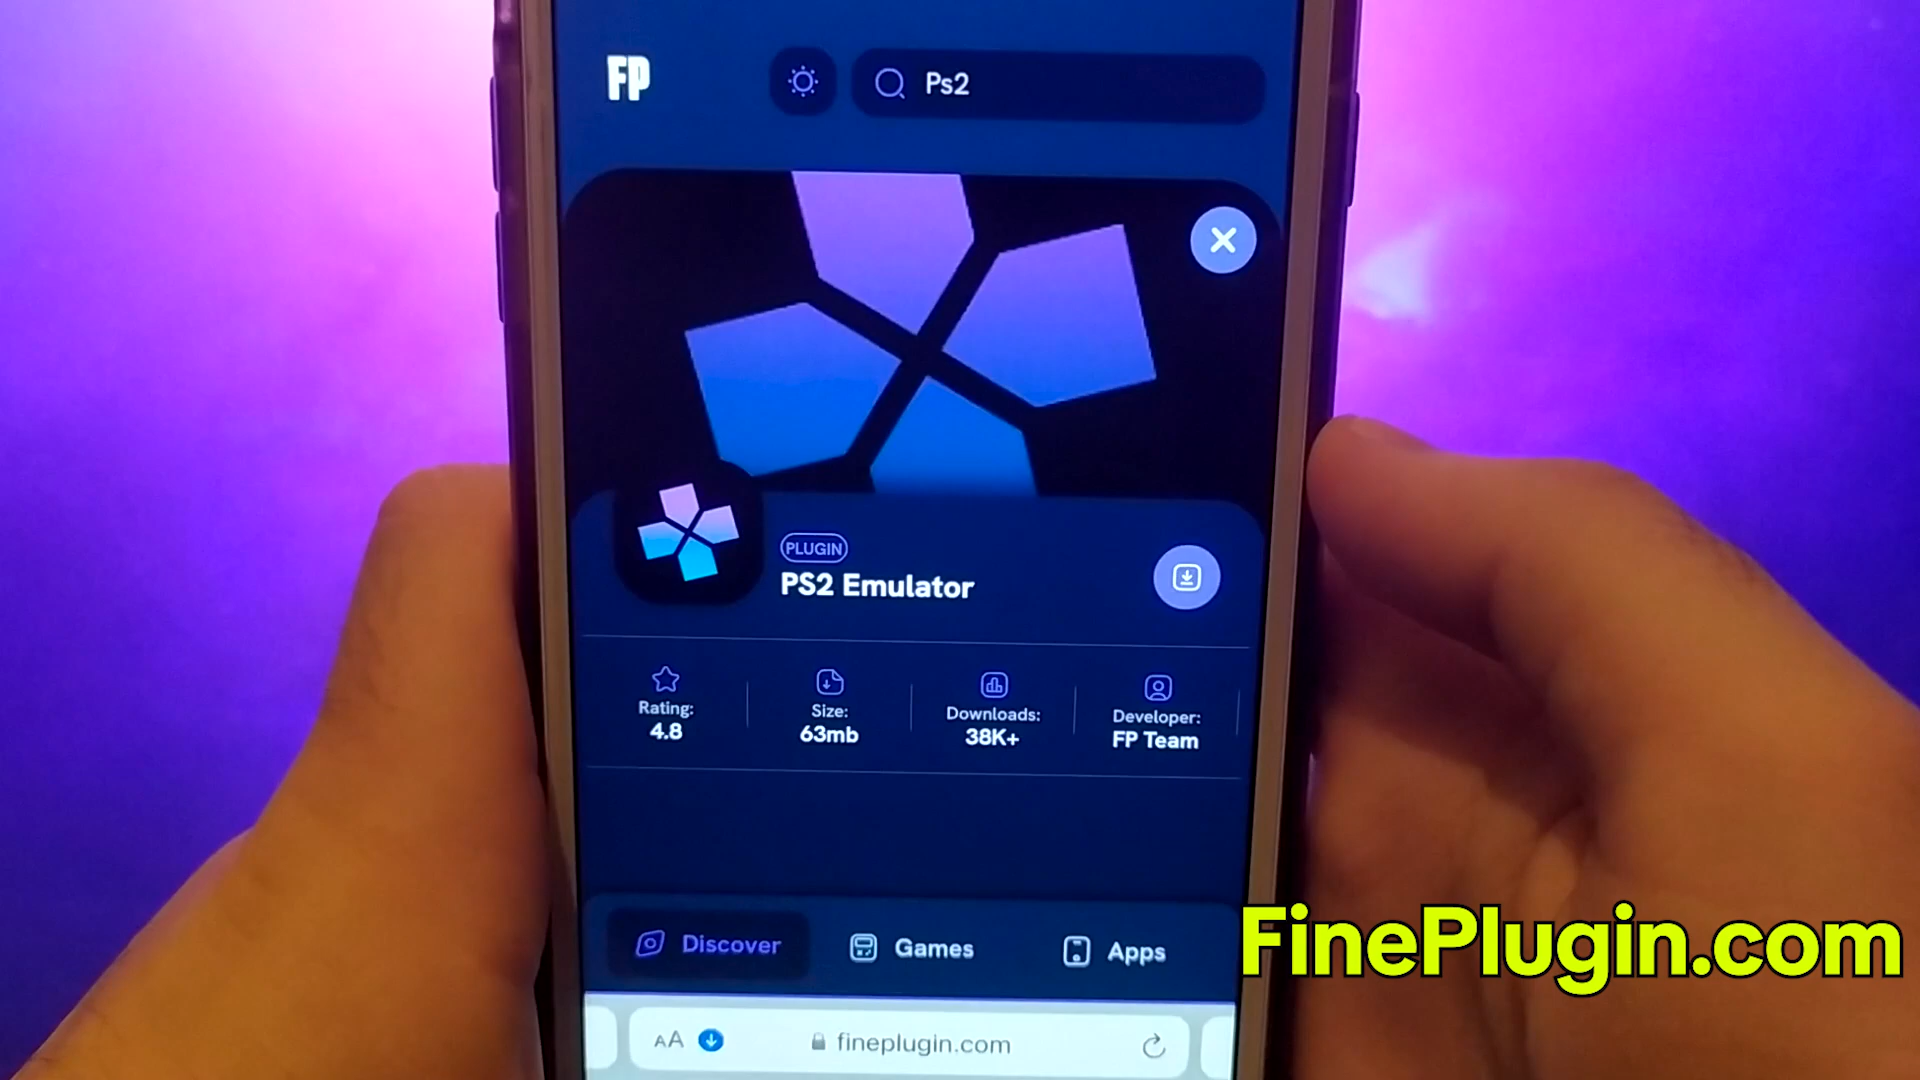 FP
Ps2
PLUGIN
PS2 Emulator
Rating:
4.8
Size:
63mb
Downloads:
38K+
Developer:
FP Team
Discover
Games
Apps
FinePlugin.com
AA
fineplugin.com